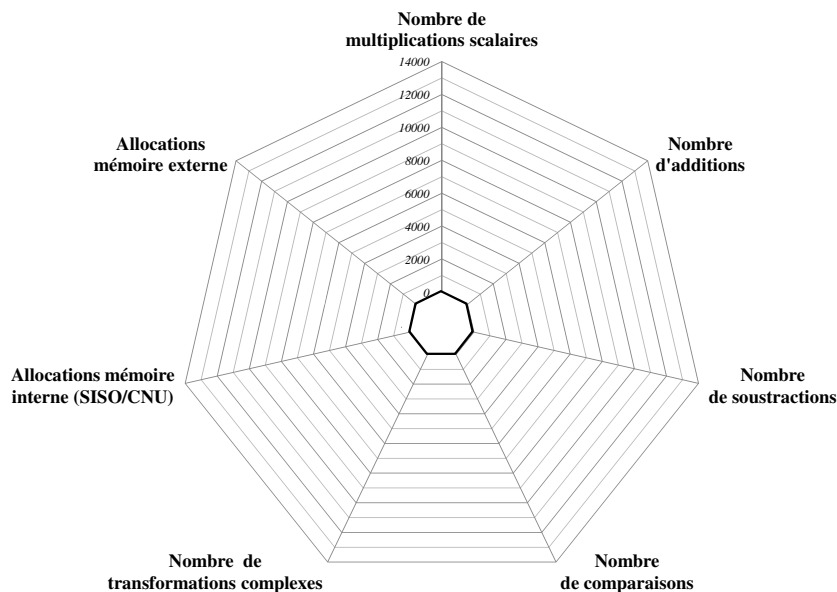 Nombre de
multiplications scalaires
14000
12000
10000
8000
6000
4000
2000
0
Allocations
mémoire externe
Nombre
d'additions
Allocations mémoire
interne (SISO/CNU)
Nombre
de soustractions
Nombre de
transformations complexes
Nombre
de comparaisons